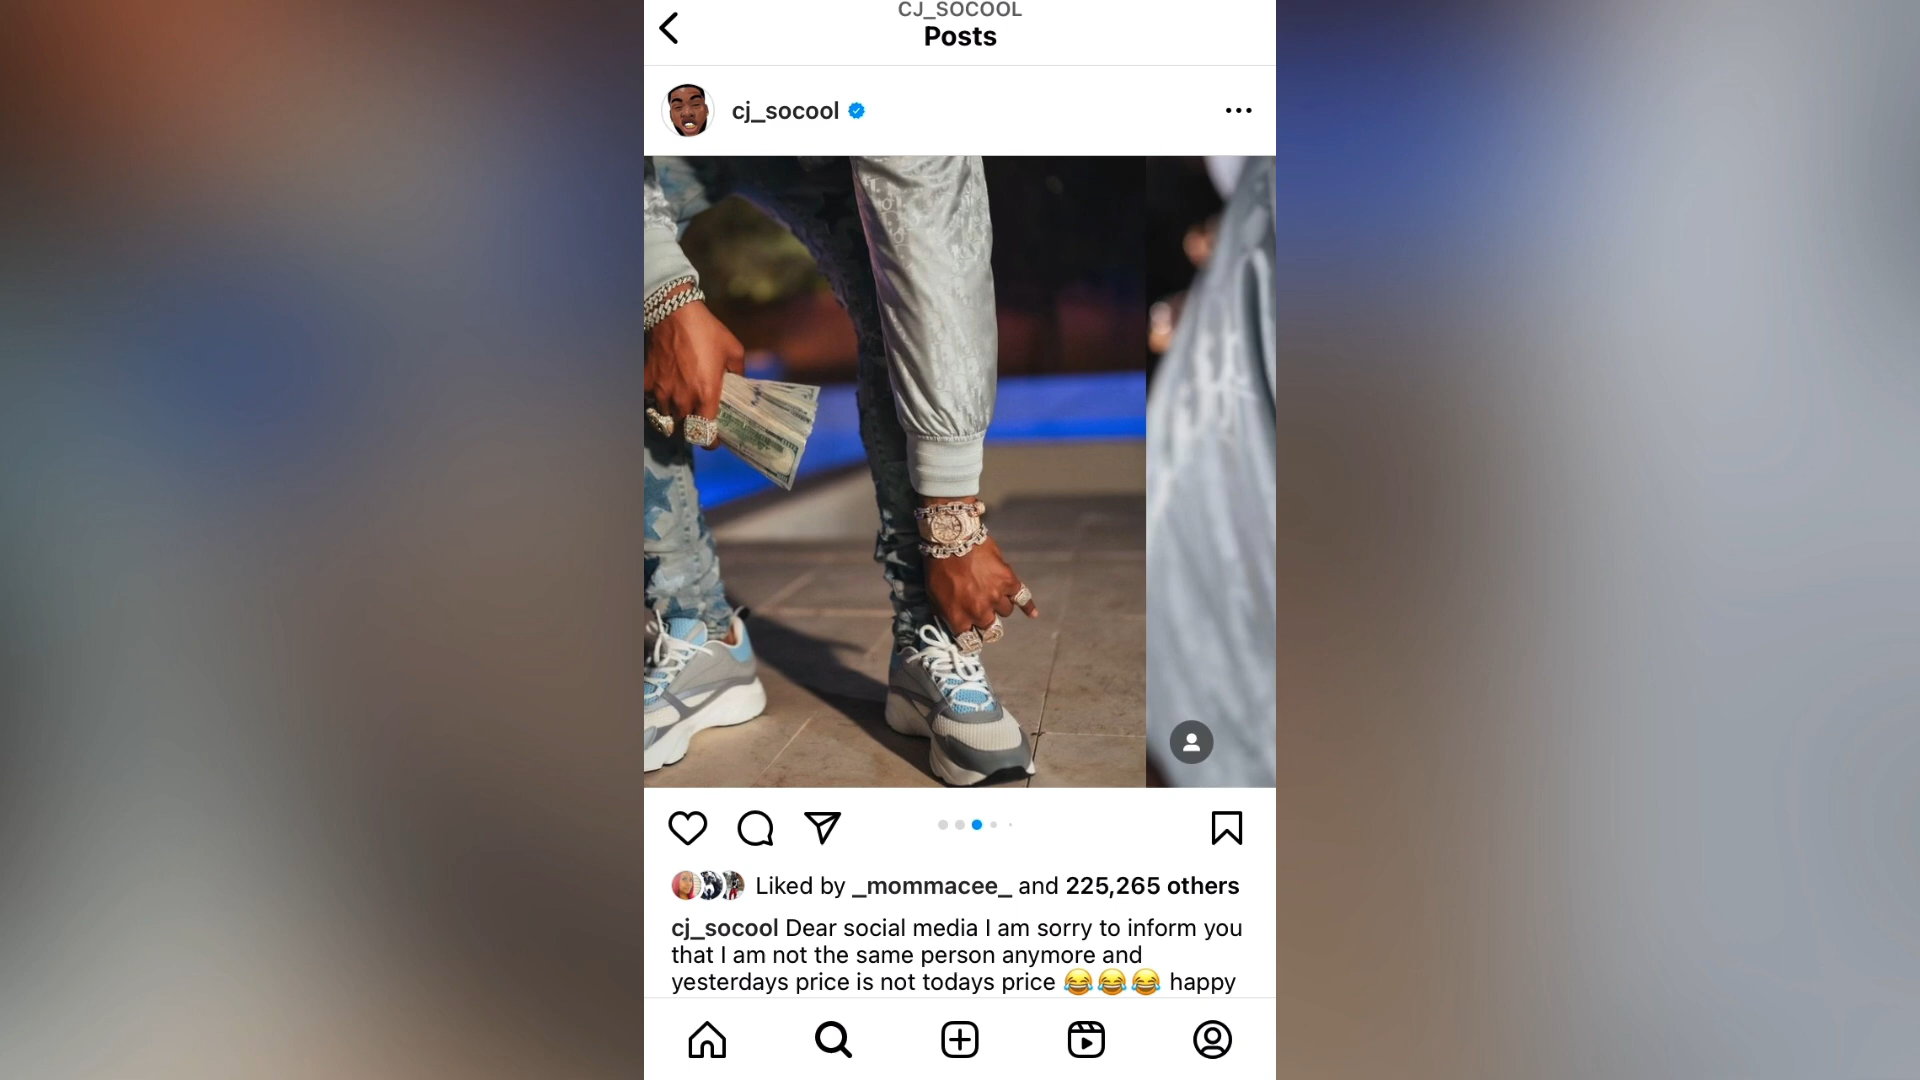 CJ_SOCOOL
Posts
cj_socool
Liked by _mommacee_ and 225,265 others
cj_socool Dear social media I am sorry to inform you
that I am not the same person anymore and
yesterdays price is not todays price 😂😂😂 happy